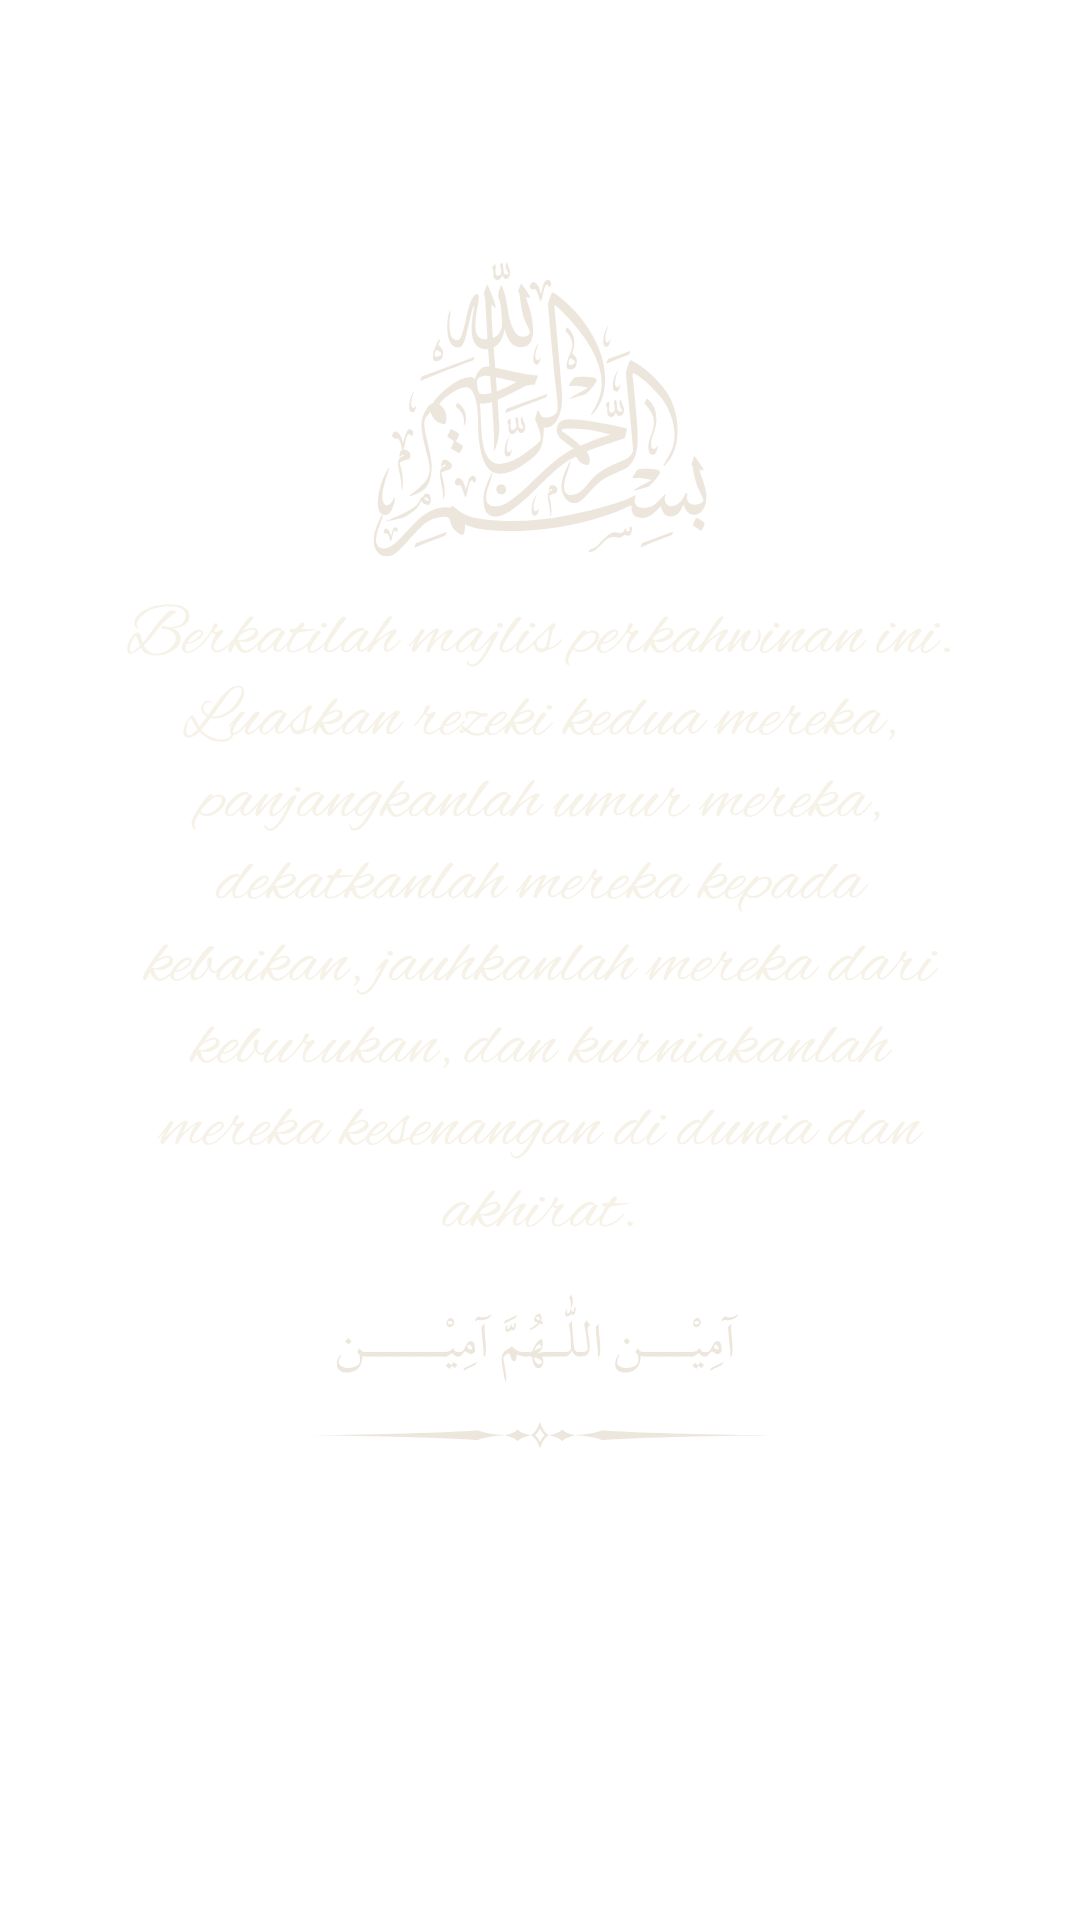 بسم الله الرحمن الرحيم
Berkatilah majlis perkahwinan ini.
Luaskan rezeki kedua mereka,
panjangkanlah umur mereka,
dekatkanlah mereka kepada
kebaikan, jauhkanlah mereka dari
keburukan, dan kurniakanlah
mereka kesenangan di dunia dan
akhirat.
آمِيْـــن اللّٰـهُمَّ آمِيْـــــن